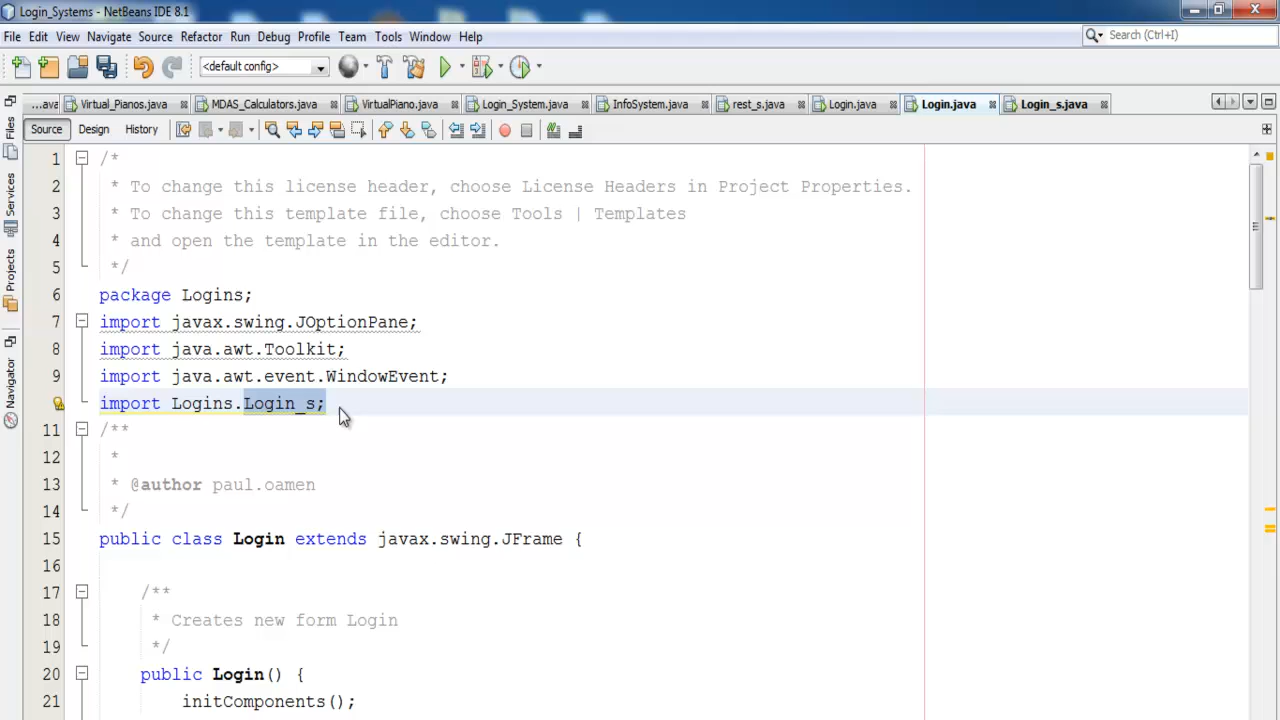 Login_Systems - NetBeans IDE 8.1
File Edit View Navigate Source Refactor Run Debug Profile Team Tools Window Help
Search (Ctrl+I)
<default config>
...ava Virtual_Pianos.java MDAS_Calculators.java VirtualPiano.java Login_System.java InfoSystem.java rest_s.java Login.java Login.java Login_s.java
Source Design History
Files
Services
Projects
Navigator
1 /*
2 * To change this license header, choose License Headers in Project Properties.
3 * To change this template file, choose Tools | Templates
4 * and open the template in the editor.
5 */
6 package Logins;
7 import javax.swing.JOptionPane;
8 import java.awt.Toolkit;
9 import java.awt.event.WindowEvent;
import Logins.Login_s;
11 /**
12 *
13 * @author paul.oamen
14 */
15 public class Login extends javax.swing.JFrame {
16
17 /**
18 * Creates new form Login
19 */
20 public Login() {
21 initComponents();